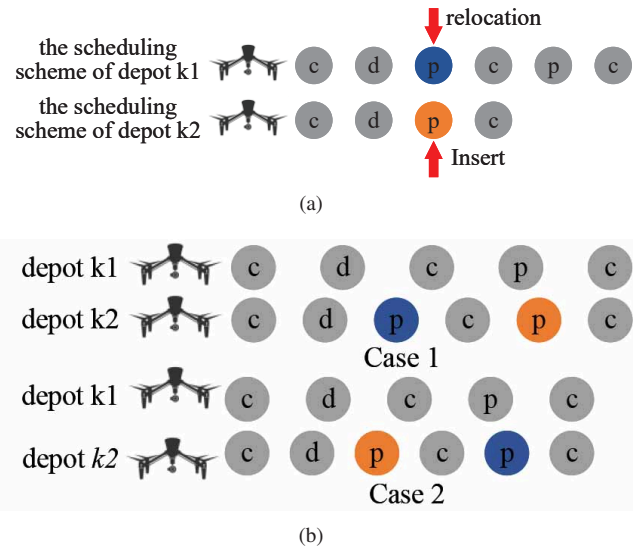 relocation
the scheduling
scheme of depot k1
c d p c p c
the scheduling
scheme of depot k2
c d p c
Insert
(a)
depot k1 c d c p c
depot k2 c d p c p c
Case 1
depot k1 c d c p c
depot k2 c d p c p c
Case 2
(b)